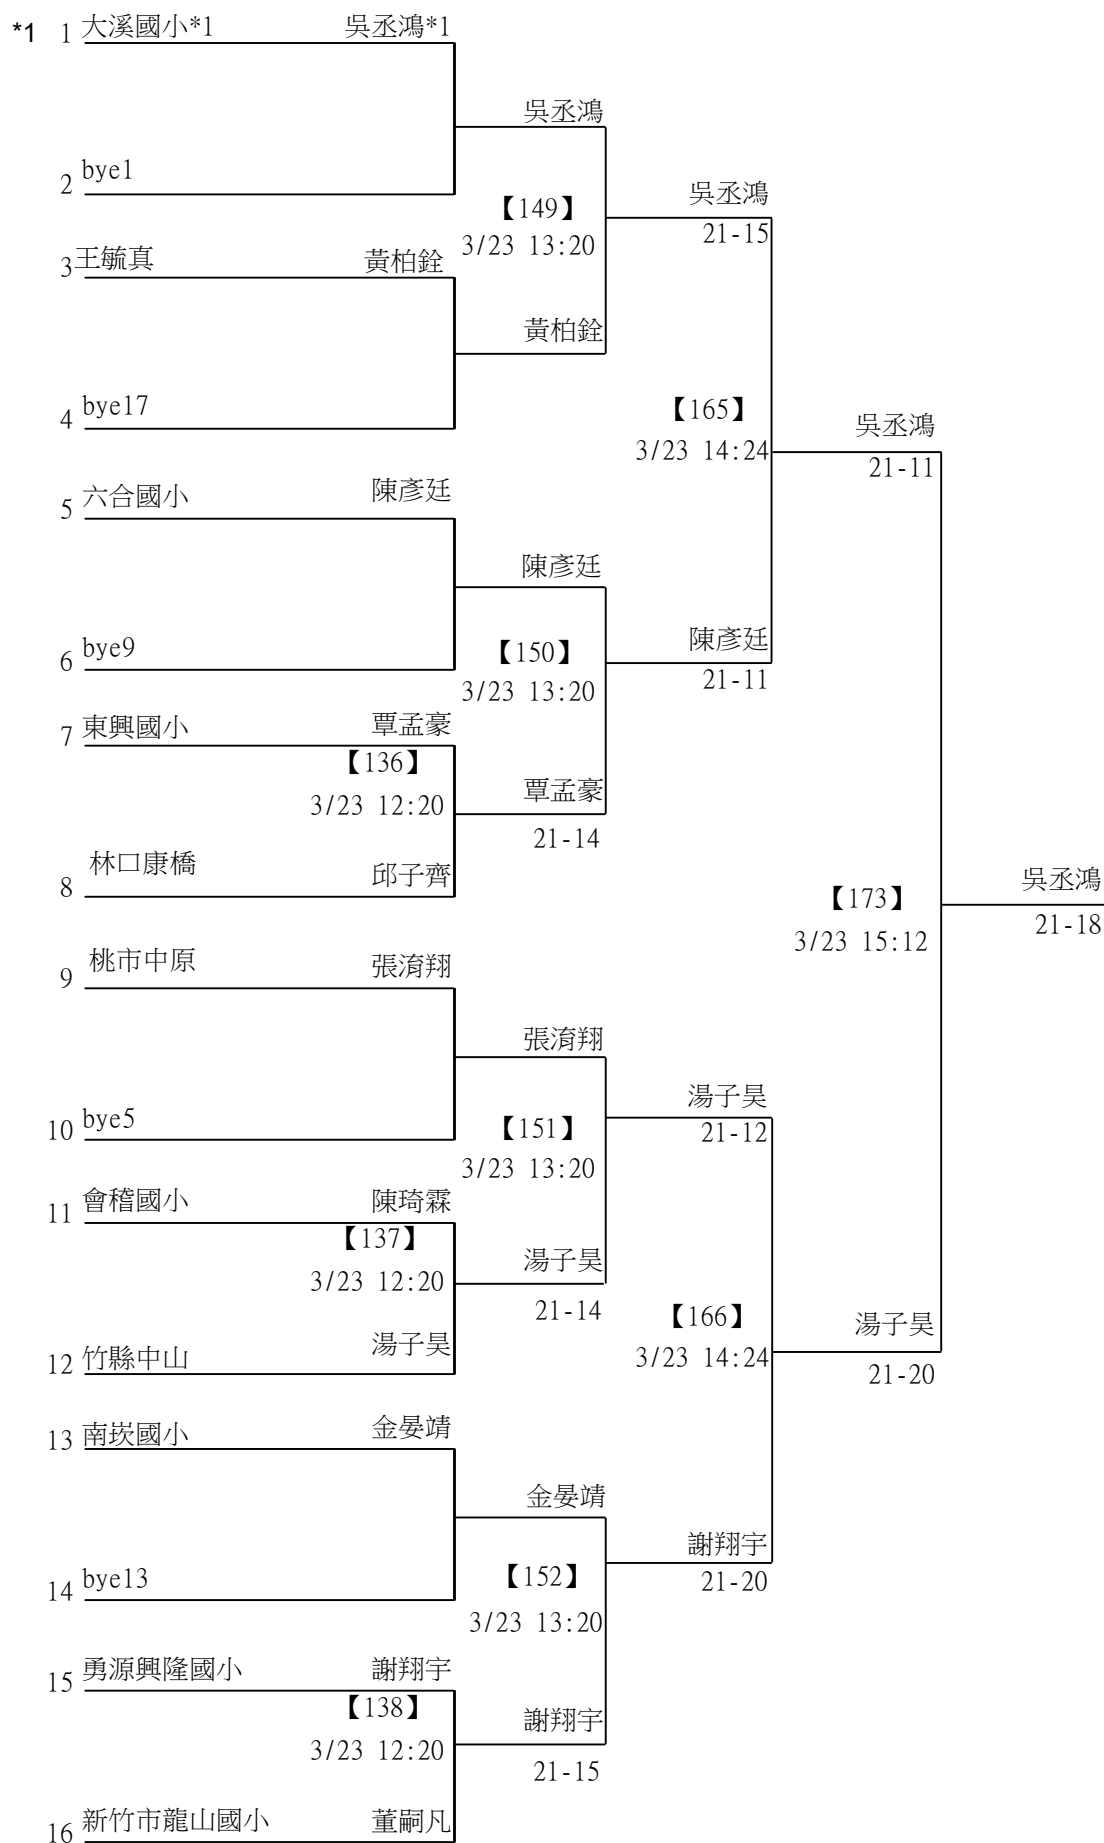 *1 1 大溪國小*1 吳丞鴻*1
吳丞鴻
2 bye1
【149】
3/23 13:20
吳丞鴻
21-15
3 王毓真 黃柏銓
黃柏銓
4 bye17
【165】
3/23 14:24
吳丞鴻
21-11
5 六合國小 陳彥廷
陳彥廷
6 bye9
【150】
3/23 13:20
陳彥廷
21-11
7 東興國小 覃孟豪
【136】
3/23 12:20
覃孟豪
21-14
8 林口康橋 邱子齊
【173】
3/23 15:12
吳丞鴻
21-18
9 桃市中原 張淯翔
張淯翔
10 bye5
【151】
3/23 13:20
湯子昊
21-12
11 會稽國小 陳琦霖
【137】
3/23 12:20
湯子昊
21-14
12 竹縣中山 湯子昊
【166】
3/23 14:24
湯子昊
21-20
13 南崁國小 金晏靖
金晏靖
14 bye13
【152】
3/23 13:20
謝翔宇
21-20
15 勇源興隆國小 謝翔宇
【138】
3/23 12:20
謝翔宇
21-15
16 新竹市龍山國小 董嗣凡